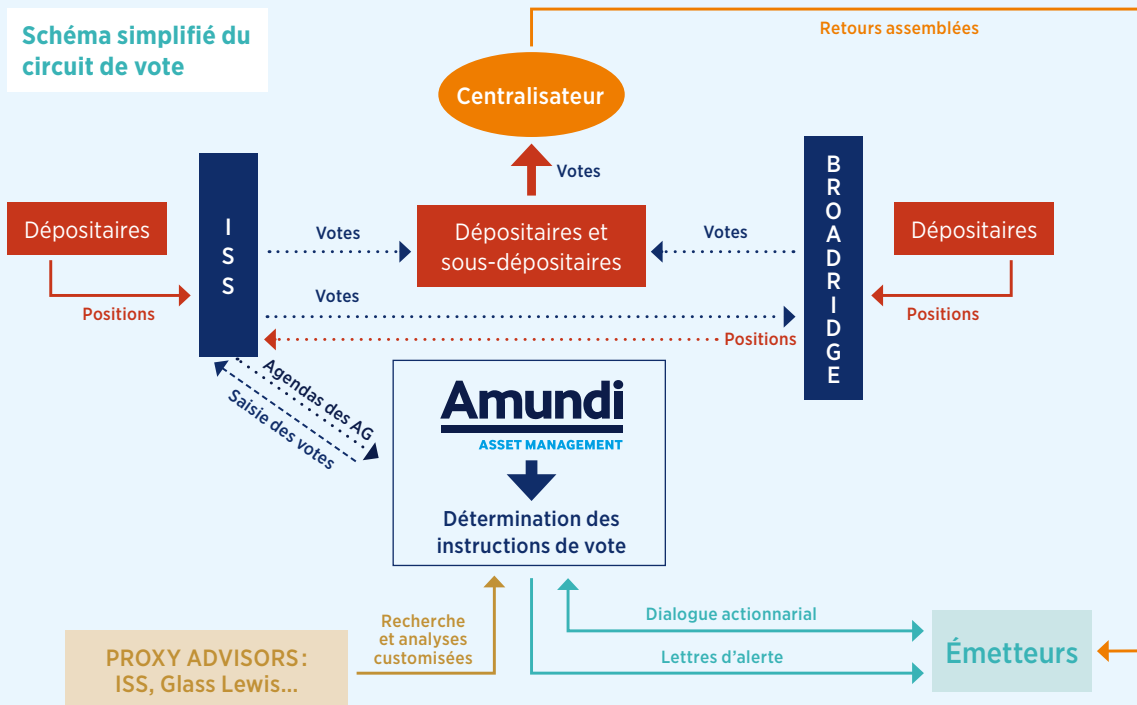 Schéma simplifié du
circuit de vote
Retours assemblées
Centralisateur
Votes
Dépositaires
ISS
Votes
Dépositaires et
sous-dépositaires
Votes
BROADRIDGE
Dépositaires
Positions
Votes
Positions
Positions
Agendas des AG
Saisie des votes
Amundi
ASSET MANAGEMENT
Détermination des
instructions de vote
Recherche
et analyses
customisées
Dialogue actionnarial
Lettres d'alerte
Émetteurs
PROXY ADVISORS :
ISS, Glass Lewis...